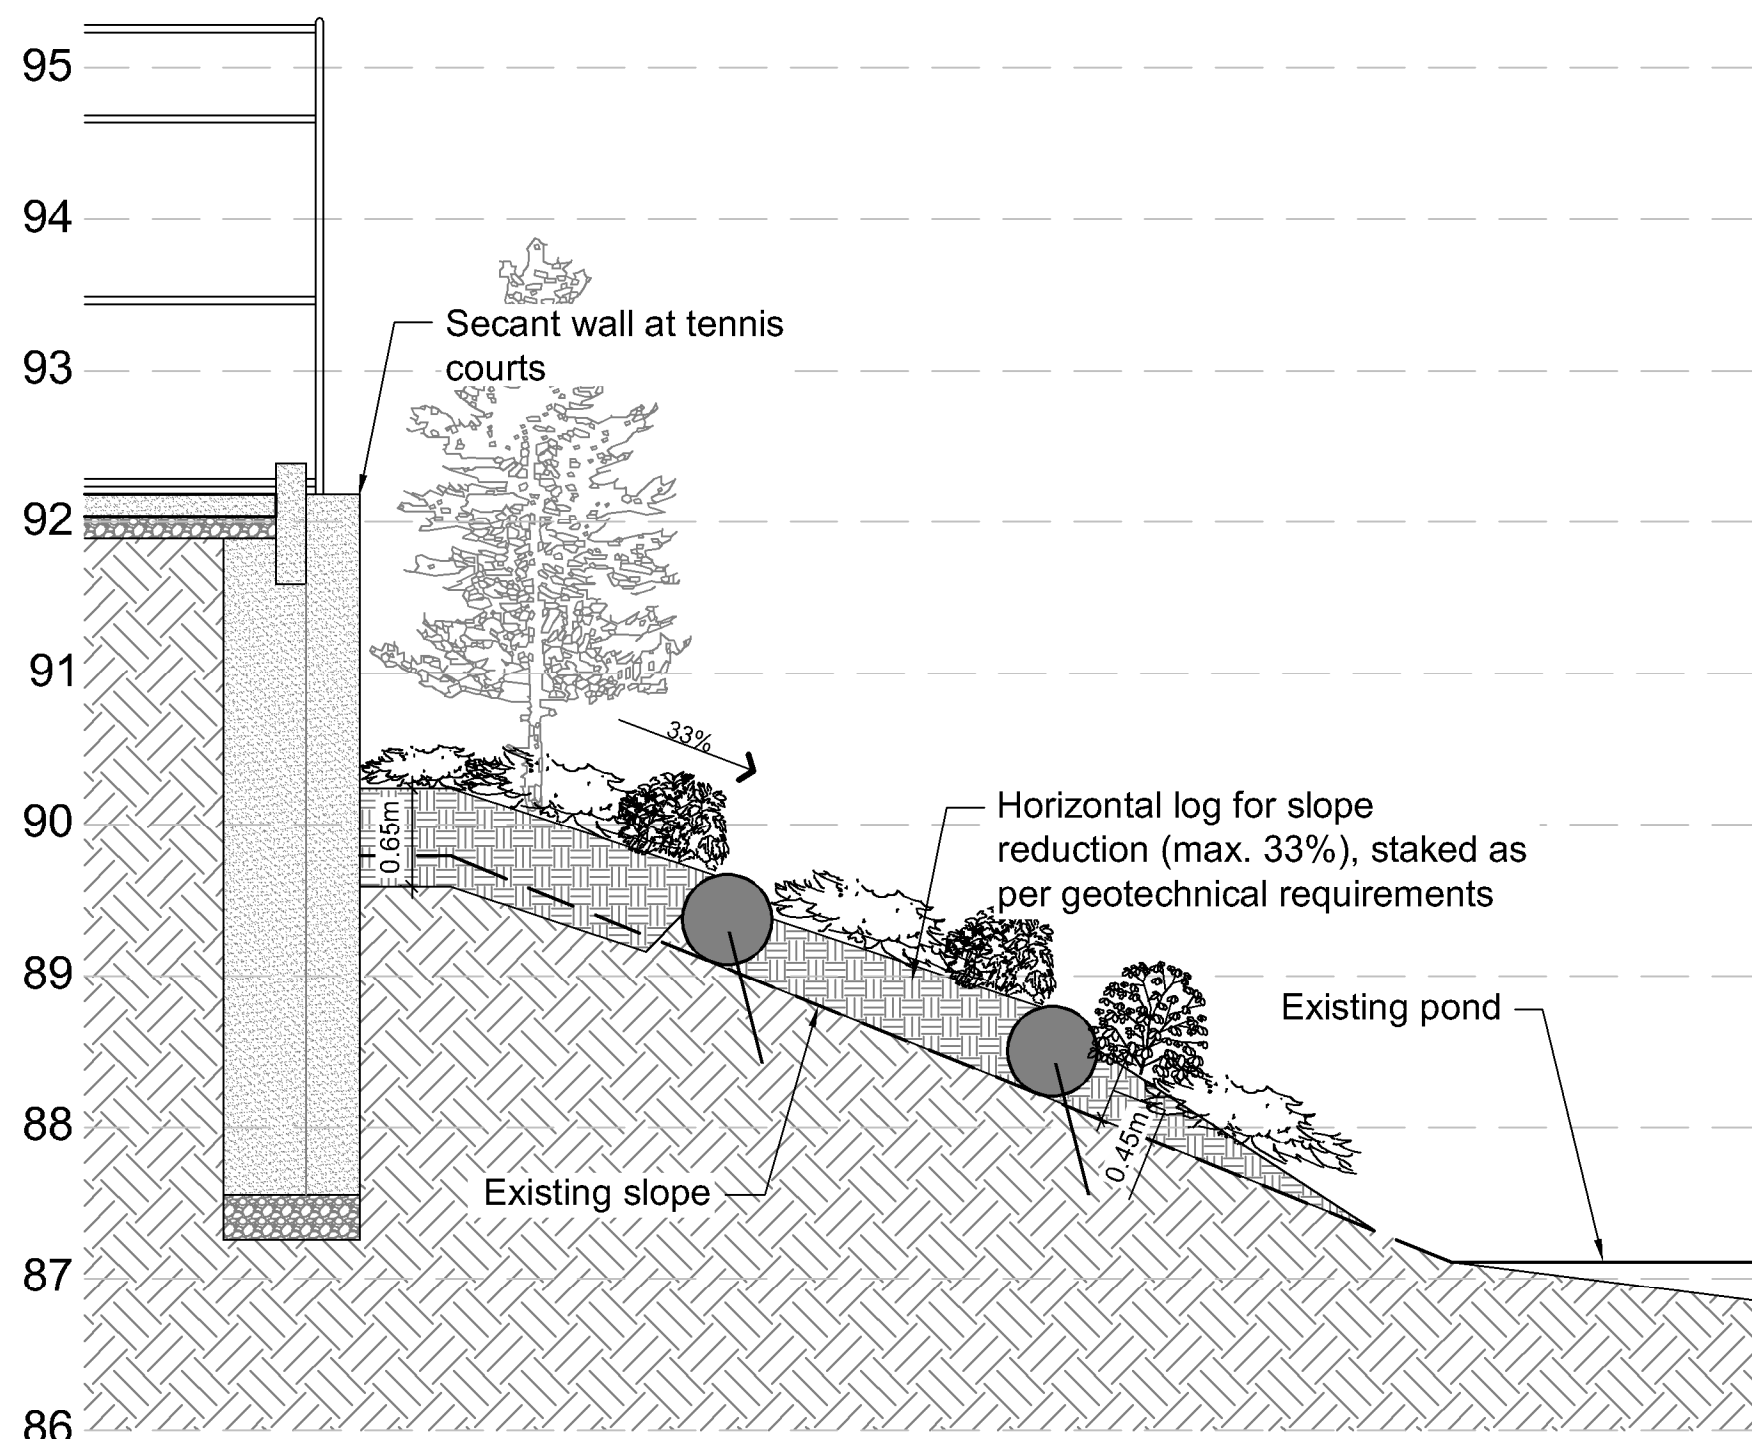 95
94
Secant wall at tennis
courts
93
92
91
33%
90
0.65m
Horizontal log for slope
reduction (max. 33%), staked as
per geotechnical requirements
89
Existing pond
88
0.45m
Existing slope
87
86